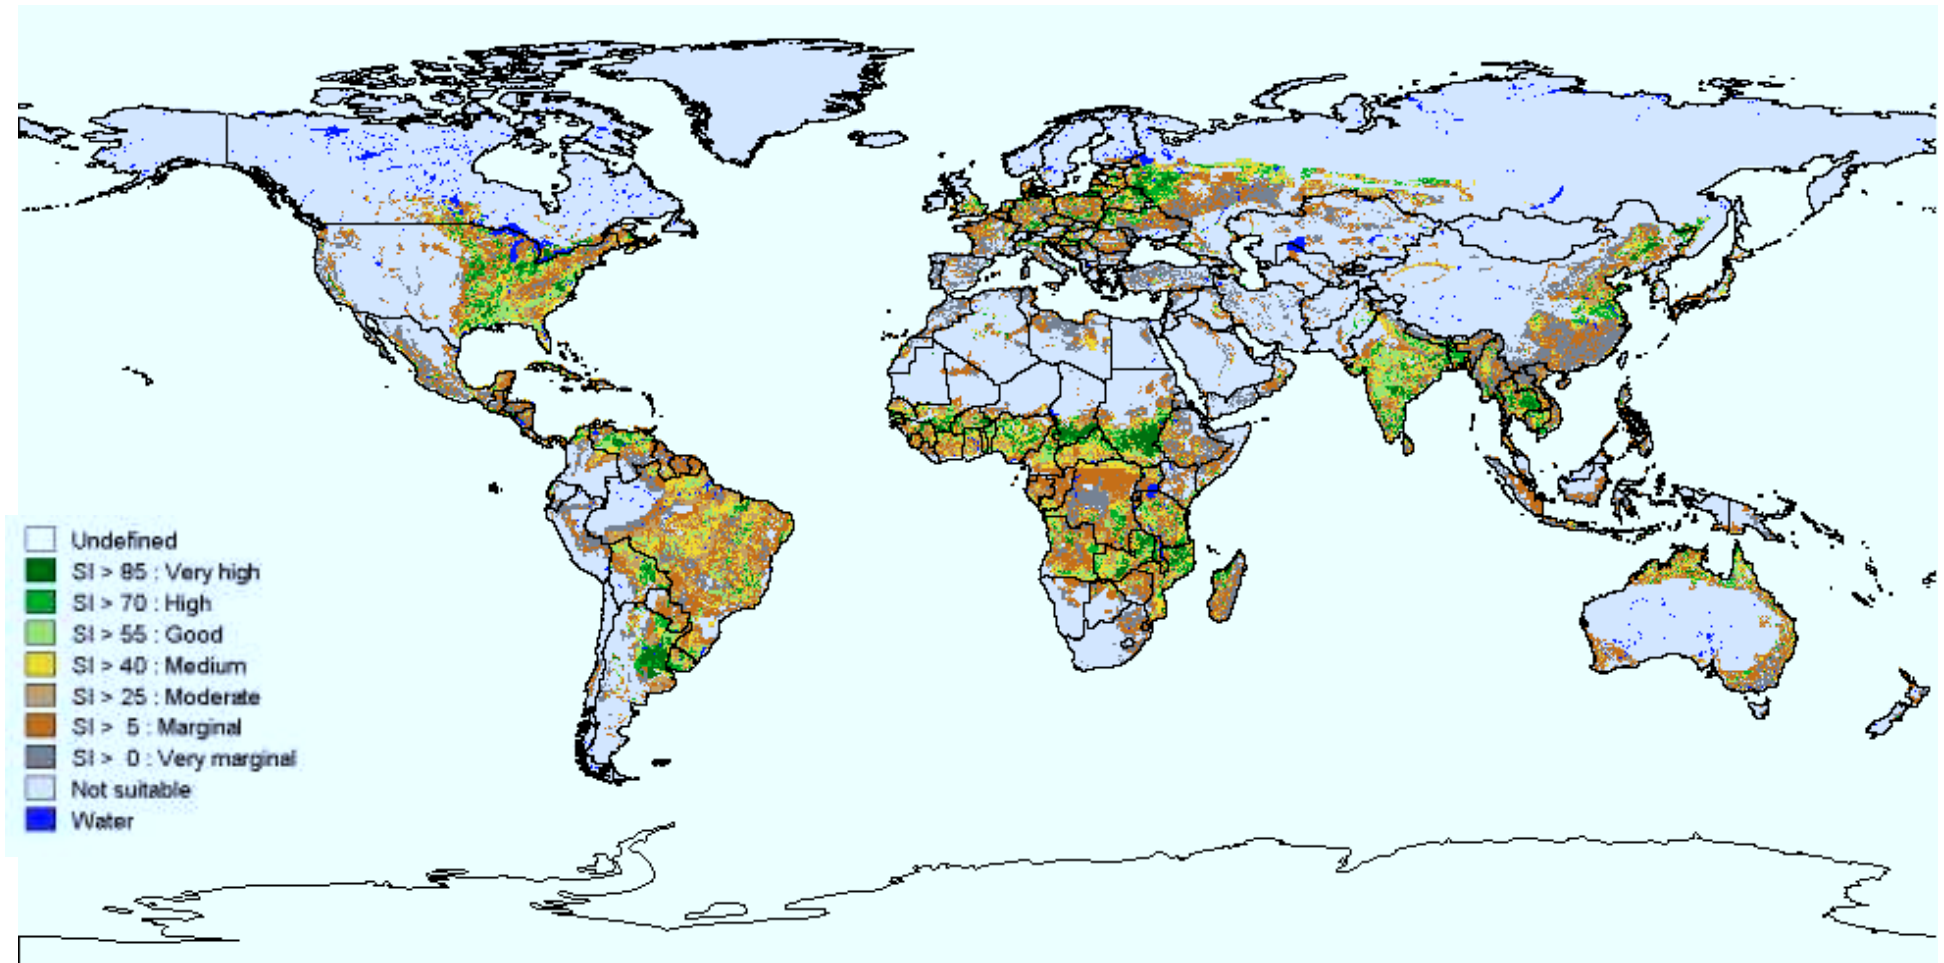 Undefined
SI > 85 : Very high
SI > 70 : High
SI > 55 : Good
SI > 40 : Medium
SI > 25 : Moderate
SI > 5 : Marginal
SI > 0 : Very marginal
Not suitable
Water